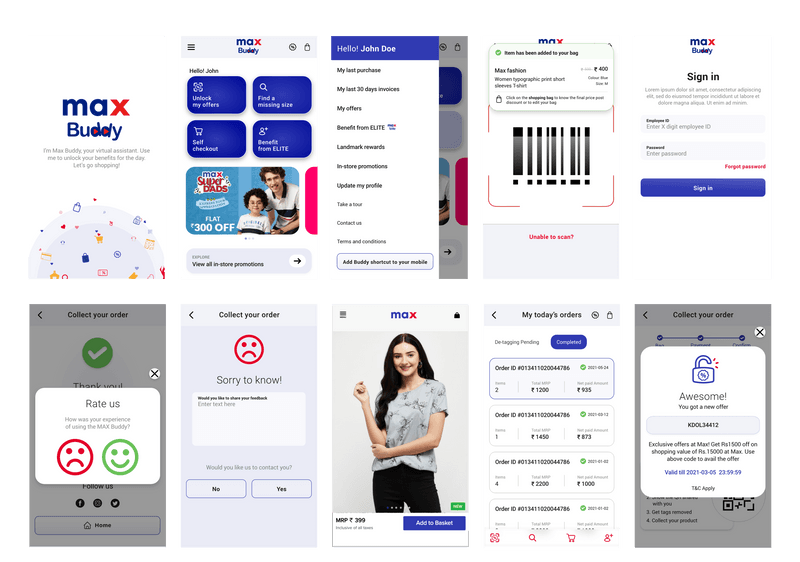 max
Buddy
I'm Max Buddy, your virtual assistant. Use
me to unlock your benefits for the day.
Let's go shopping!
max
Buddy
Hello! John
Unlock
my offers
Find a
missing size
Self
checkout
Benefit
from ELITE
max
SUPER
DADS
FLAT
₹300 OFF
EXPLORE
View all in-store promotions
Hello! John Doe
My last purchase
My last 30 days invoices
My offers
Benefit from ELITE
Landmark rewards
In-store promotions
Update my profile
Take a tour
Contact us
Terms and conditions
Add Buddy shortcut to your mobile
max
Item has been added to your bag
Max fashion
₹ 400
Women typographic print short
sleeves T-shirt
Colour: Blue
Size: M
Click on the shopping bag to know the final price post
discount or to edit your bag.
Unable to scan?
max
Buddy
Sign in
Lorem ipsum dolor sit amet, consectetur adipiscing
elit, sed do eiusmod tempor incididunt ut labore et
dolore magna aliqua. Ut enim ad minim.
Employee ID
Enter X digit employee ID
Password
Enter password
Forgot password
Sign in
Collect your order
Thank you!
Rate us
How was your experience
of using the MAX Buddy?
Follow us
Home
Collect your order
Sorry to know!
Would you like to share your feedback
Enter text here
Would you like us to contact you?
No
Yes
max
NEW
MRP ₹ 399
Inclusive of all taxes
Add to Basket
My today's orders
De-tagging Pending
Completed
Order ID #013411020044786
2021-05-24
Items
Total MRP
Net paid Amount
2
₹ 1200
₹ 935
Order ID #013411020044786
2021-03-12
Items
Total MRP
Net paid Amount
1
₹ 1450
₹ 873
Order ID #013411020044786
2021-01-02
Items
Total MRP
Net paid Amount
4
₹ 2200
₹ 1000
Order ID #013411020044786
2021-01-02
Items
Total MRP
Net paid Amount
Collect your order
Awesome!
You got a new offer
KDOL34412
Exclusive offers at Max! Get Rs1500 off on
shopping value of Rs.15000 at Max. Use
above code to avail the offer
Valid till 2021-03-05 23:59:59
T&C Apply
with you
3. Get tags removed
4. Collect your product